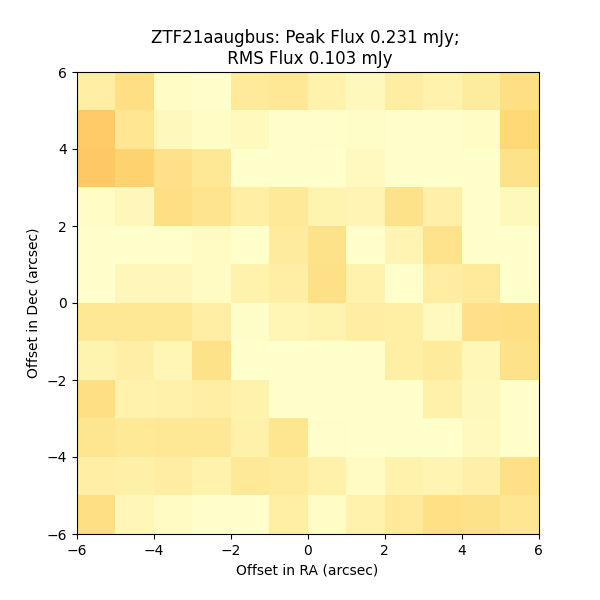 ZTF21aaugbus: Peak Flux 0.231 mJy;
RMS Flux 0.103 mJy
6
4
2
0
−2
−4
−6
Offset in Dec (arcsec)
−6 −4 −2 0 2 4 6
Offset in RA (arcsec)